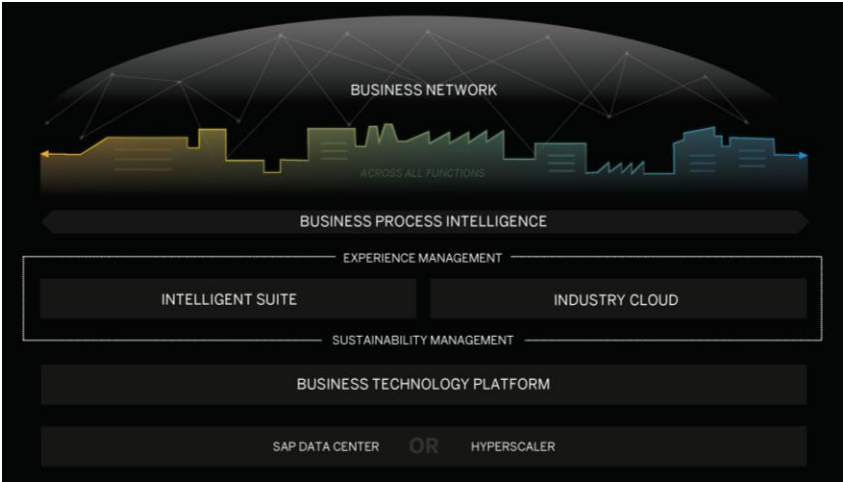 BUSINESS NETWORK
ACROSS ALL FUNCTIONS
BUSINESS PROCESS INTELLIGENCE
EXPERIENCE MANAGEMENT
INTELLIGENT SUITE INDUSTRY CLOUD
SUSTAINABILITY MANAGEMENT
BUSINESS TECHNOLOGY PLATFORM
SAP DATA CENTER OR HYPERSCALER